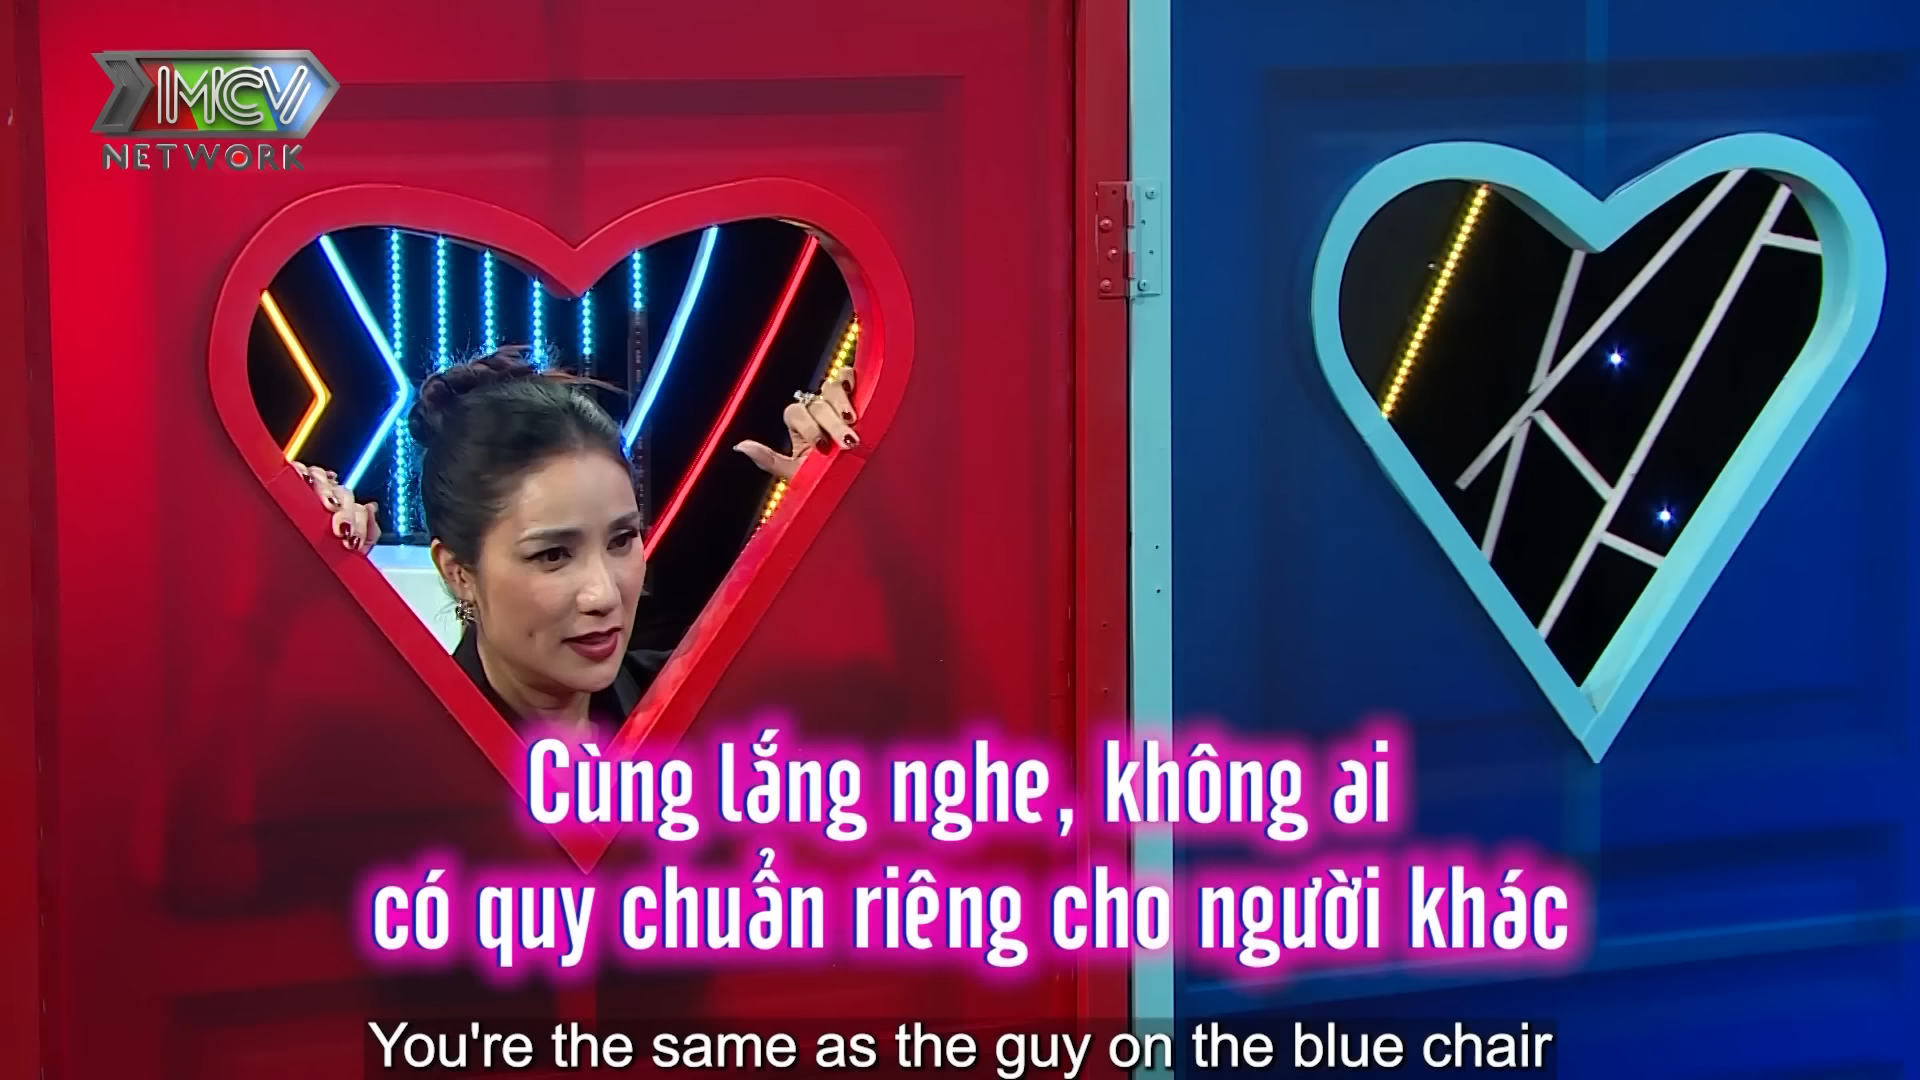 MCV
NETWORK
Cùng lắng nghe, không ai
có quy chuẩn riêng cho người khác
You're the same as the guy on the blue chair